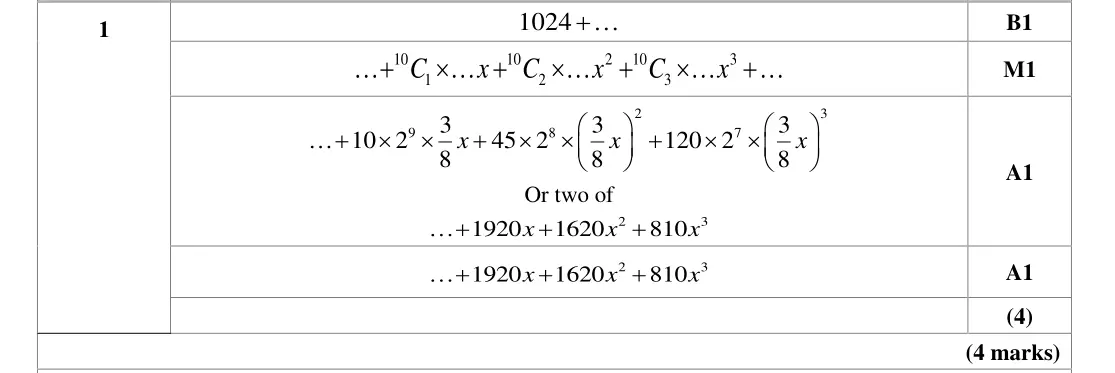 1
1024 + … B1
… + ¹⁰C₁ × … x + ¹⁰C₂ × … x² + ¹⁰C₃ × … x³ + … M1
… + 10 × 2⁹ × 3/8 x + 45 × 2⁸ × (3/8 x)² + 120 × 2⁷ × (3/8 x)³
Or two of
… + 1920x + 1620x² + 810x³
A1
… + 1920x + 1620x² + 810x³ A1
(4)
(4 marks)